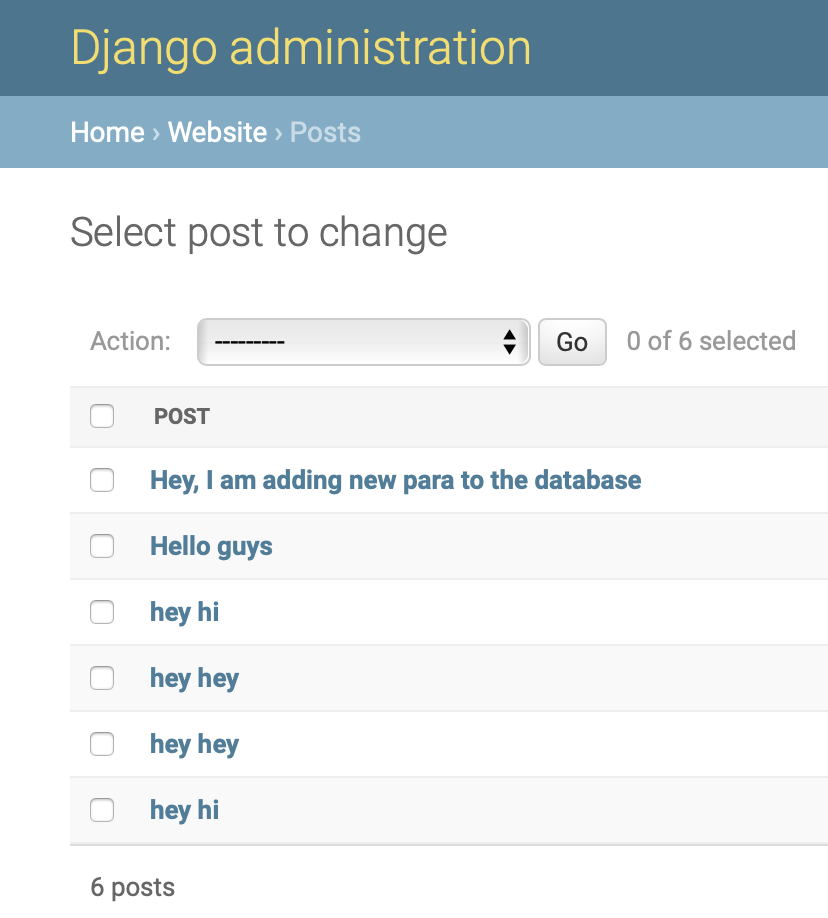 Django administration
Home › Website › Posts
Select post to change
Action: --------- Go 0 of 6 selected
POST
Hey, I am adding new para to the database
Hello guys
hey hi
hey hey
hey hey
hey hi
6 posts